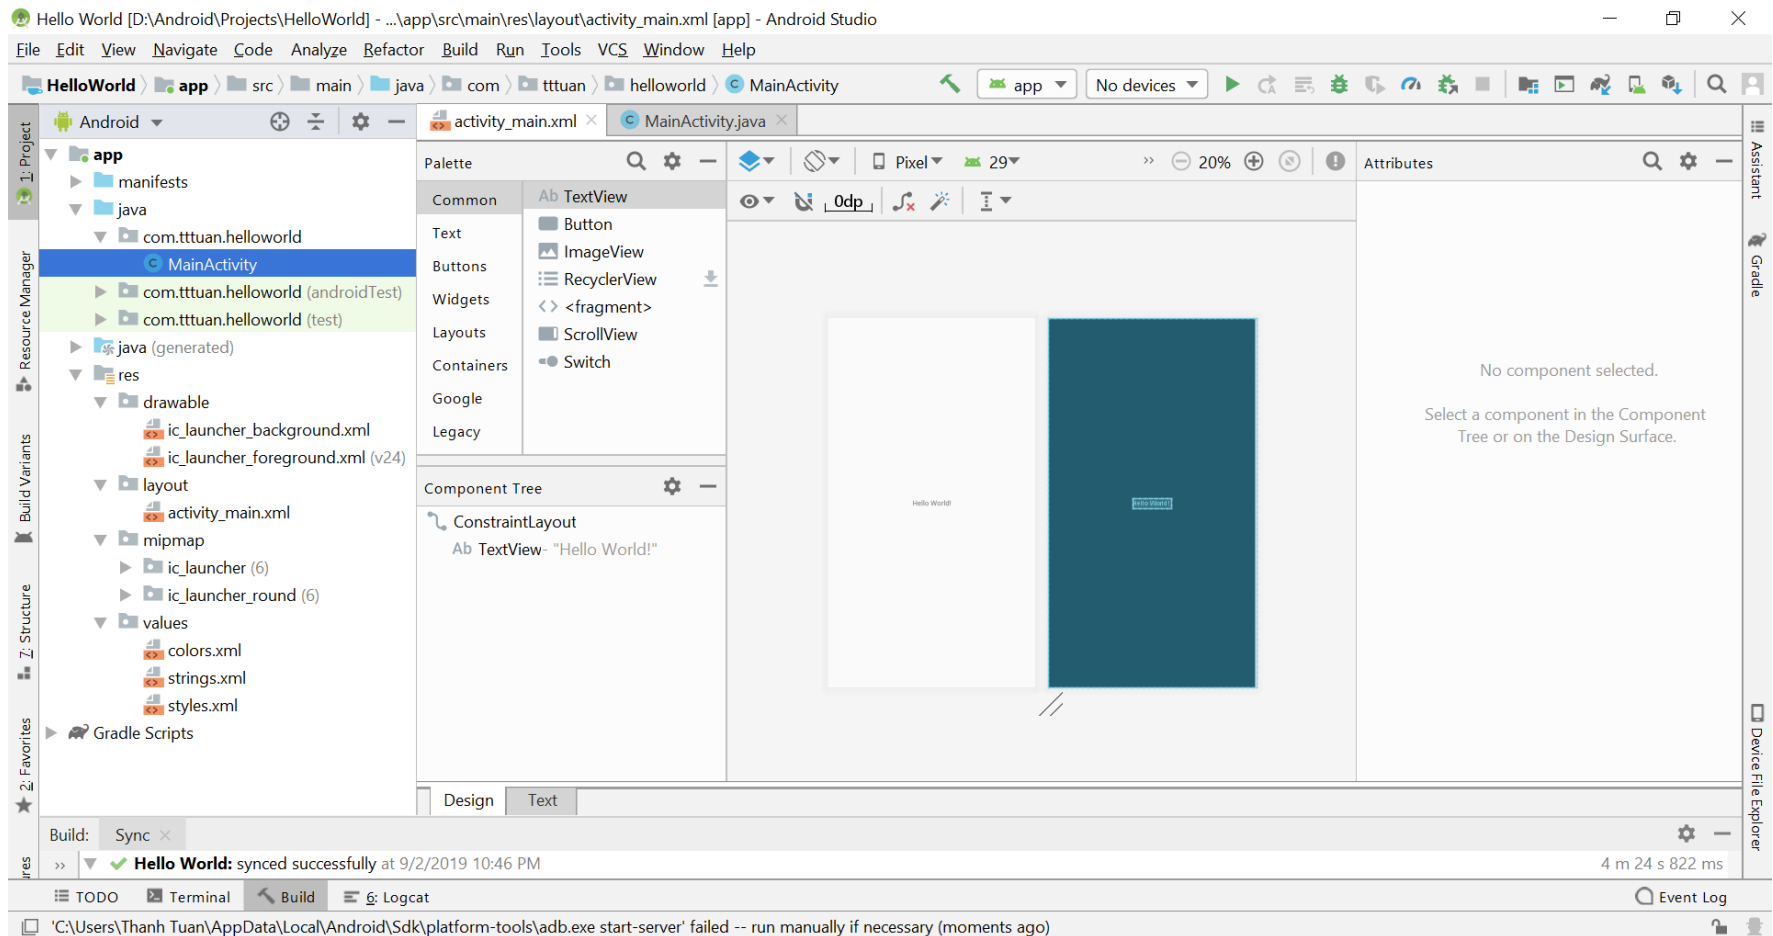 Hello World [D:\Android\Projects\HelloWorld] - ...\app\src\main\res\layout\activity_main.xml [app] - Android Studio
File Edit View Navigate Code Analyze Refactor Build Run Tools VCS Window Help
HelloWorld app src main java com tttuan helloworld MainActivity app No devices
1: Project
Resource Manager
Build Variants
7: Structure
2: Favorites
Android
app
manifests
java
com.tttuan.helloworld
MainActivity
com.tttuan.helloworld (androidTest)
com.tttuan.helloworld (test)
java (generated)
res
drawable
ic_launcher_background.xml
ic_launcher_foreground.xml (v24)
layout
activity_main.xml
mipmap
ic_launcher (6)
ic_launcher_round (6)
values
colors.xml
strings.xml
styles.xml
Gradle Scripts
activity_main.xml MainActivity.java
Palette
Common
Text
Buttons
Widgets
Layouts
Containers
Google
Legacy
Ab TextView
Button
ImageView
RecyclerView
<fragment>
ScrollView
Switch
Component Tree
ConstraintLayout
Ab TextView- "Hello World!"
Pixel 29 20%
0dp
Hello World!
Hello World!
Design Text
Attributes
No component selected.
Select a component in the Component
Tree or on the Design Surface.
Assistant
Gradle
Device File Explorer
Build: Sync
Hello World: synced successfully at 9/2/2019 10:46 PM 4 m 24 s 822 ms
TODO Terminal Build 6: Logcat Event Log
'C:\Users\Thanh Tuan\AppData\Local\Android\Sdk\platform-tools\adb.exe start-server' failed -- run manually if necessary (moments ago)